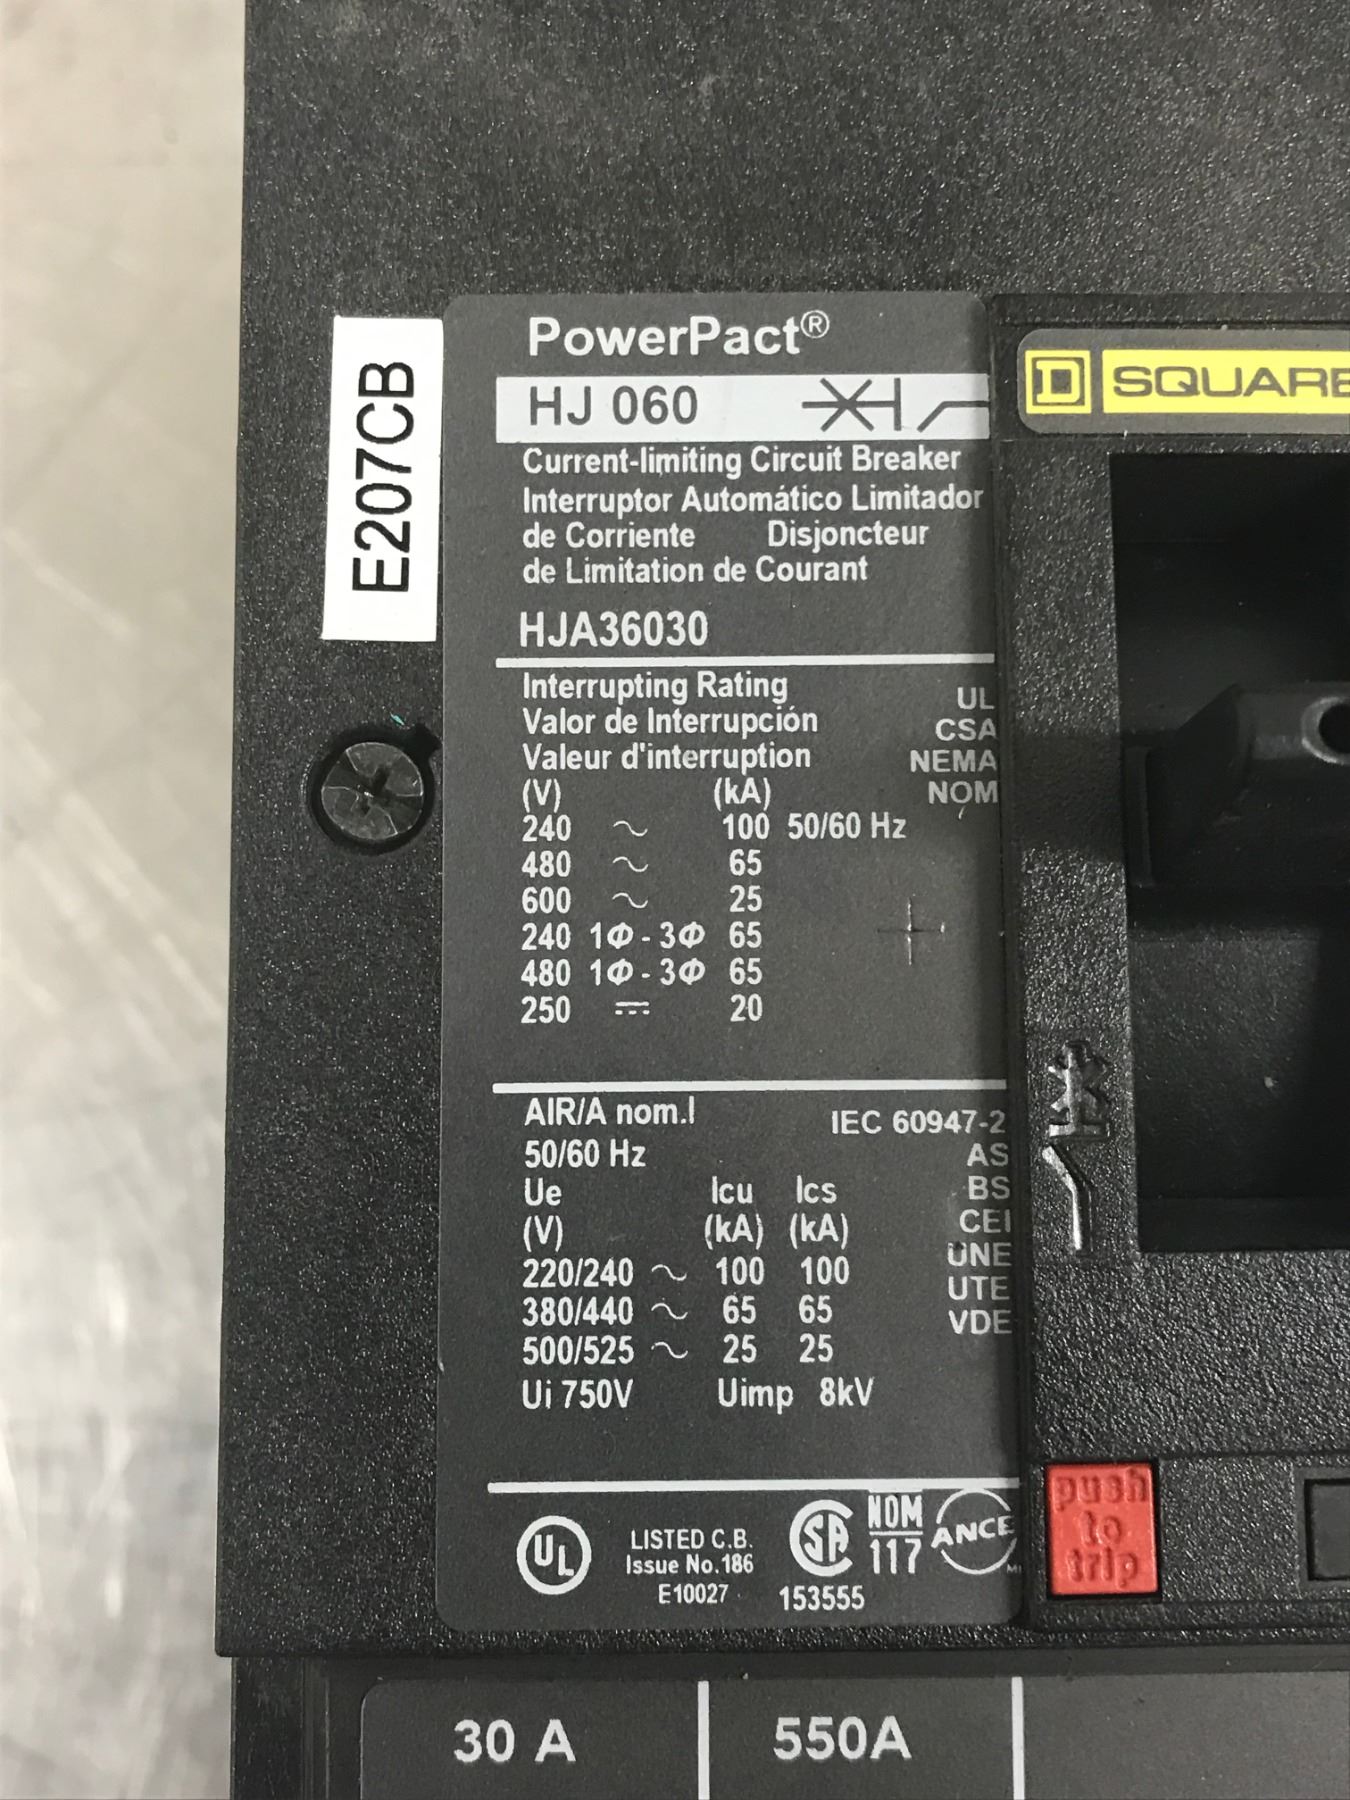 PowerPact®
HJ 060
Current-limiting Circuit Breaker
Interruptor Automático Limitador
de Corriente Disjoncteur
de Limitation de Courant
HJA36030
E207CB
D SQUARE
Interrupting Rating UL
Valor de Interrupción CSA
Valeur d'interruption NEMA
(V) (kA) NOM
240 ~ 100 50/60 Hz
480 ~ 65
600 ~ 25
240 1Φ - 3Φ 65
480 1Φ - 3Φ 65
250 ⎓ 20
AIR/A nom.I IEC 60947-2
50/60 Hz AS
Ue Icu Ics BS
(V) (kA) (kA) CEI
220/240 ~ 100 100 UNE
380/440 ~ 65 65 UTE
500/525 ~ 25 25 VDE
Ui 750V Uimp 8kV
UL
LISTED C.B.
Issue No.186
E10027
SA
153555
NOM
117
ANCE
push
to
trip
30 A 550A